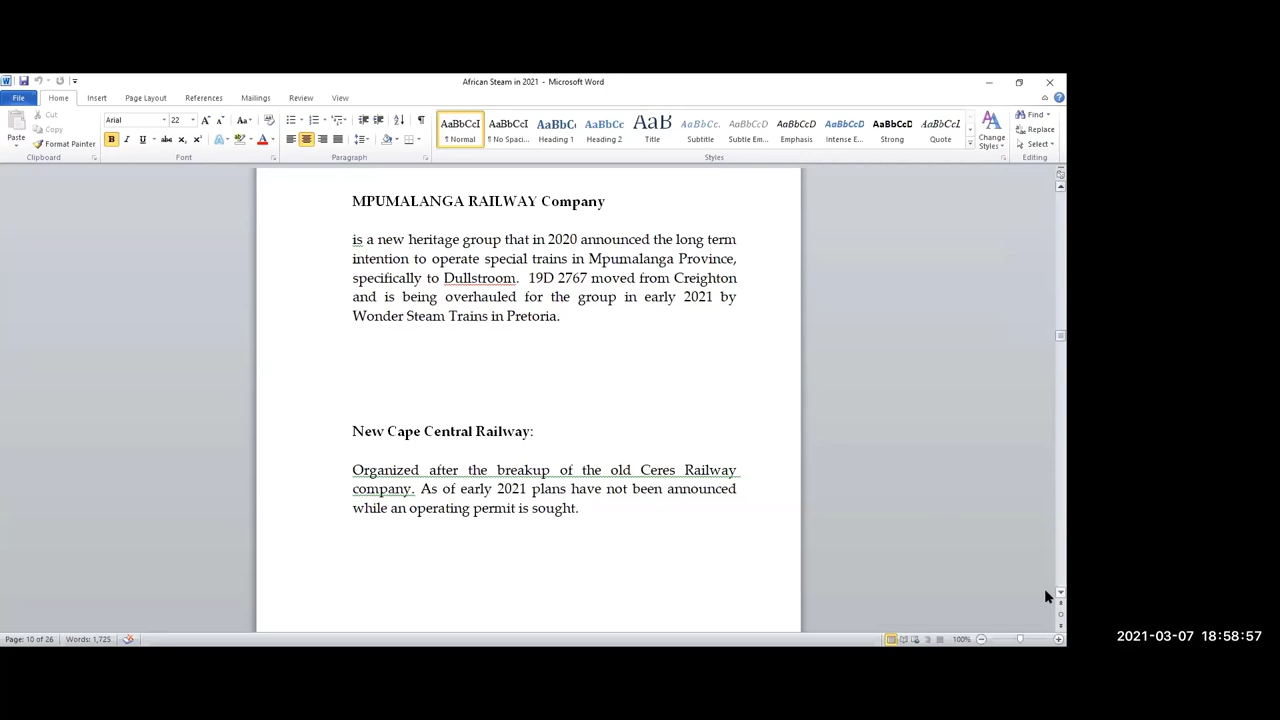 African Steam in 2021 - Microsoft Word
File Home Insert Page Layout References Mailings Review View
Paste
Cut
Copy
Format Painter
Clipboard
Arial 22
Font
Paragraph
AaBbCcI AaBbCcI AaBbC AaBbCc AaB AaBbCc. AaBbCcD AaBbCcD AaBbCcD AaBbCcD AaBbCcI
¶ Normal ¶ No Spaci... Heading 1 Heading 2 Title Subtitle Subtle Em... Emphasis Intense E... Strong Quote
Styles
Change Styles
Find
Replace
Select
Editing
MPUMALANGA RAILWAY Company
is a new heritage group that in 2020 announced the long term
intention to operate special trains in Mpumalanga Province,
specifically to Dullstroom. 19D 2767 moved from Creighton
and is being overhauled for the group in early 2021 by
Wonder Steam Trains in Pretoria.
New Cape Central Railway:
Organized after the breakup of the old Ceres Railway
company. As of early 2021 plans have not been announced
while an operating permit is sought.
Page: 10 of 26 Words: 1,725 100%
2021-03-07 18:58:57